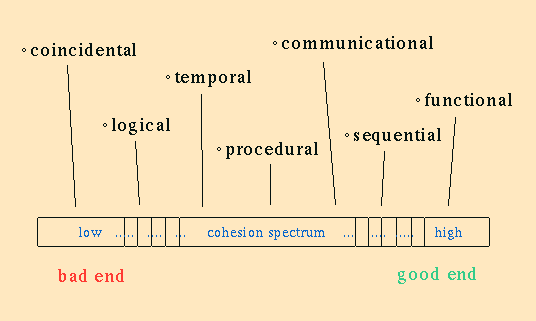 ◦ communicational
◦ coincidental
◦ temporal
◦ functional
◦ logical
◦ sequential
◦ procedural
low ..... .... ... cohesion spectrum ... .... .... high
bad end
good end